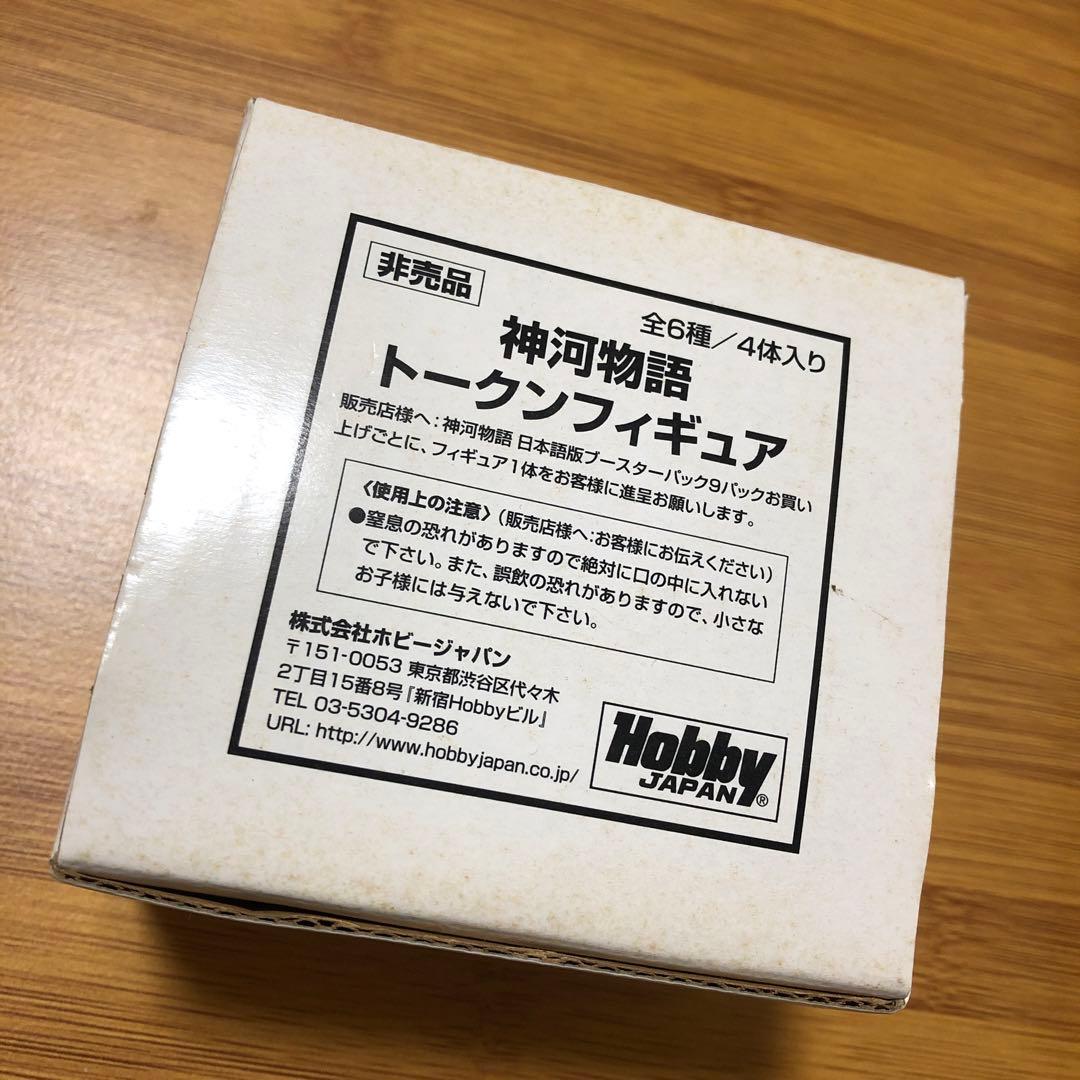 非売品
全6種／4体入り
神河物語
トークンフィギュア
販売店様へ：神河物語 日本語版ブースターパック9パックお買い
上げごとに、フィギュア1体をお客様に進呈お願いします。
〈使用上の注意〉（販売店様へ：お客様にお伝えください）
●窒息の恐れがありますので絶対に口の中に入れない
で下さい。また、誤飲の恐れがありますので、小さな
お子様には与えないで下さい。
株式会社ホビージャパン
〒151-0053 東京都渋谷区代々木
2丁目15番8号『新宿Hobbyビル』
TEL 03-5304-9286
URL: http://www.hobbyjapan.co.jp/
Hobby
JAPAN®